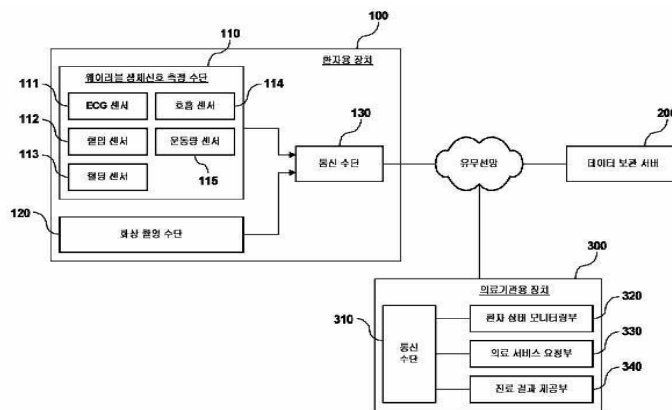 100
환자용 장치
110
웨어러블 생체신호 측정 수단
111
ECG 센서
호흡 센서
114
112
혈압 센서
운동량 센서
115
113
혈당 센서
120
화상 촬영 수단
130
통신 수단
유무선망
200
데이터 보관 서버
300
의료기관용 장치
310
통신
수단
320
환자 상태 모니터링부
330
의료 서비스 요청부
340
진료 결과 제공부